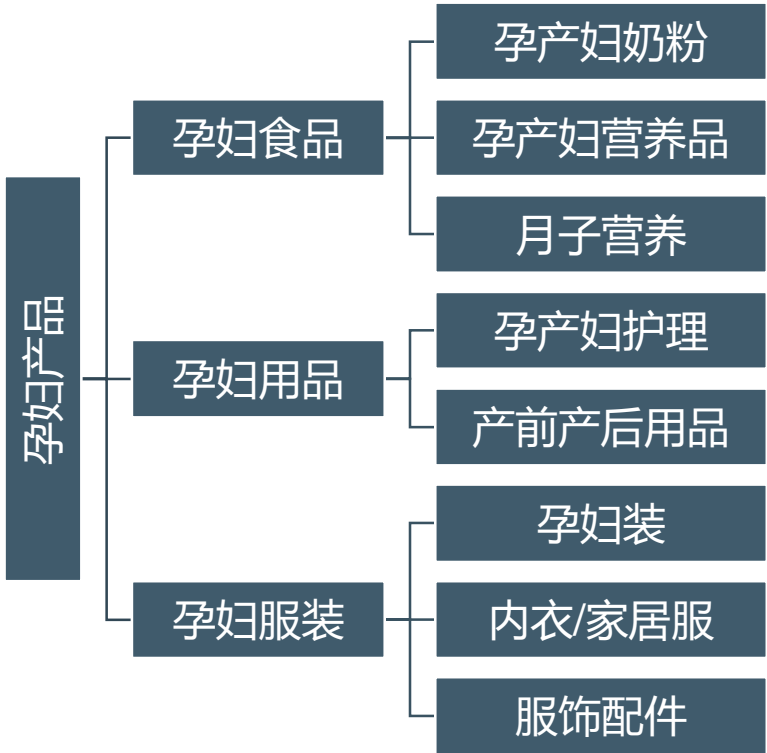 孕妇产品
孕妇食品
孕产妇奶粉
孕产妇营养品
月子营养
孕妇用品
孕产妇护理
产前产后用品
孕妇服装
孕妇装
内衣/家居服
服饰配件